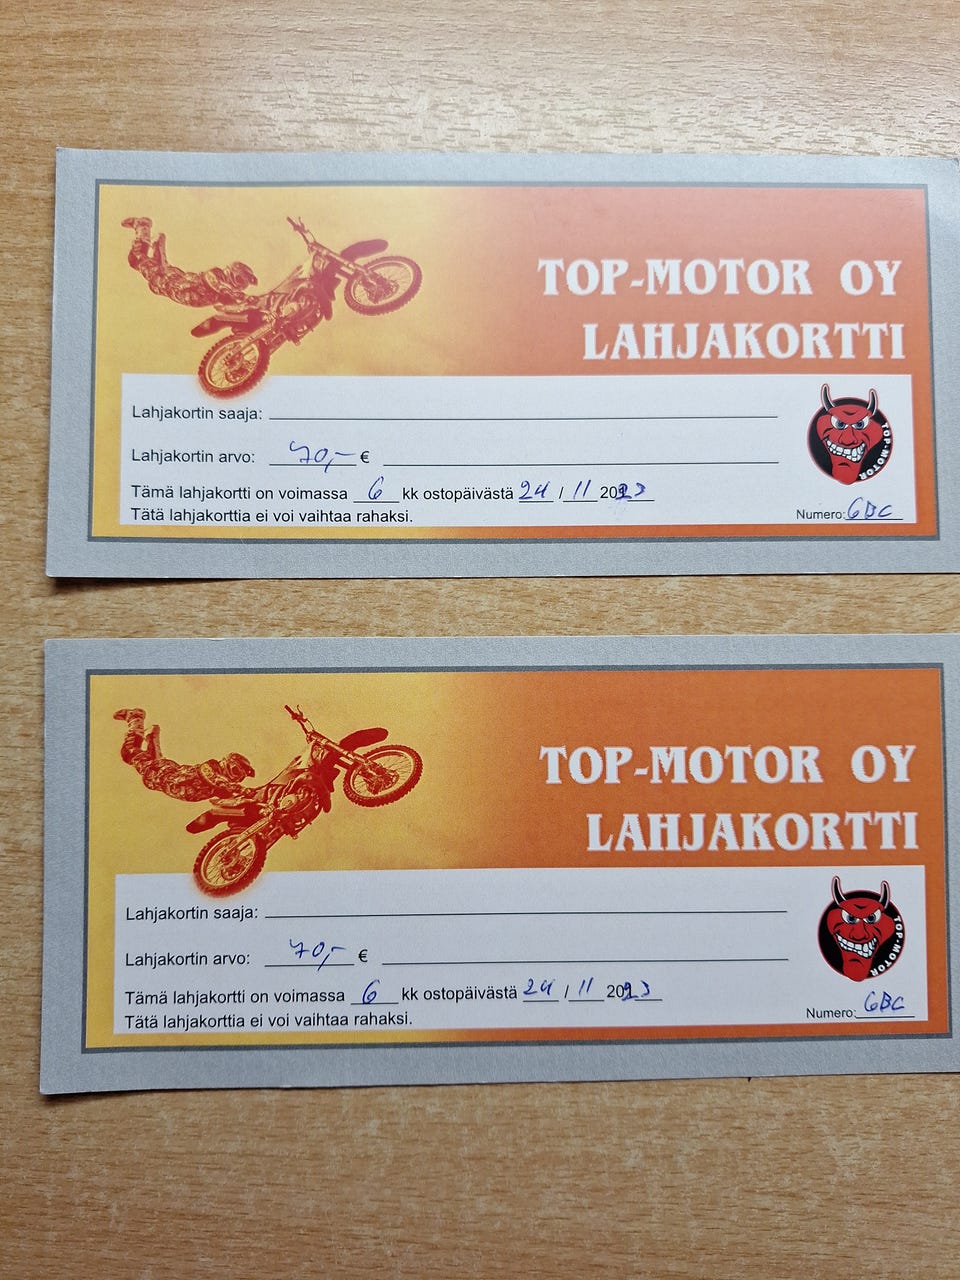 TOP-MOTOR OY
LAHJAKORTTI
Lahjakortin saaja:
Lahjakortin arvo: 70,- €
TOP-MOTOR
Tämä lahjakortti on voimassa 6 kk ostopäivästä 24 / 11 2023
Tätä lahjakorttia ei voi vaihtaa rahaksi.
Numero: GBC
TOP-MOTOR OY
LAHJAKORTTI
Lahjakortin saaja:
Lahjakortin arvo: 70,- €
TOP-MOTOR
Tämä lahjakortti on voimassa 6 kk ostopäivästä 24 / 11 2023
Tätä lahjakorttia ei voi vaihtaa rahaksi.
Numero: GBC